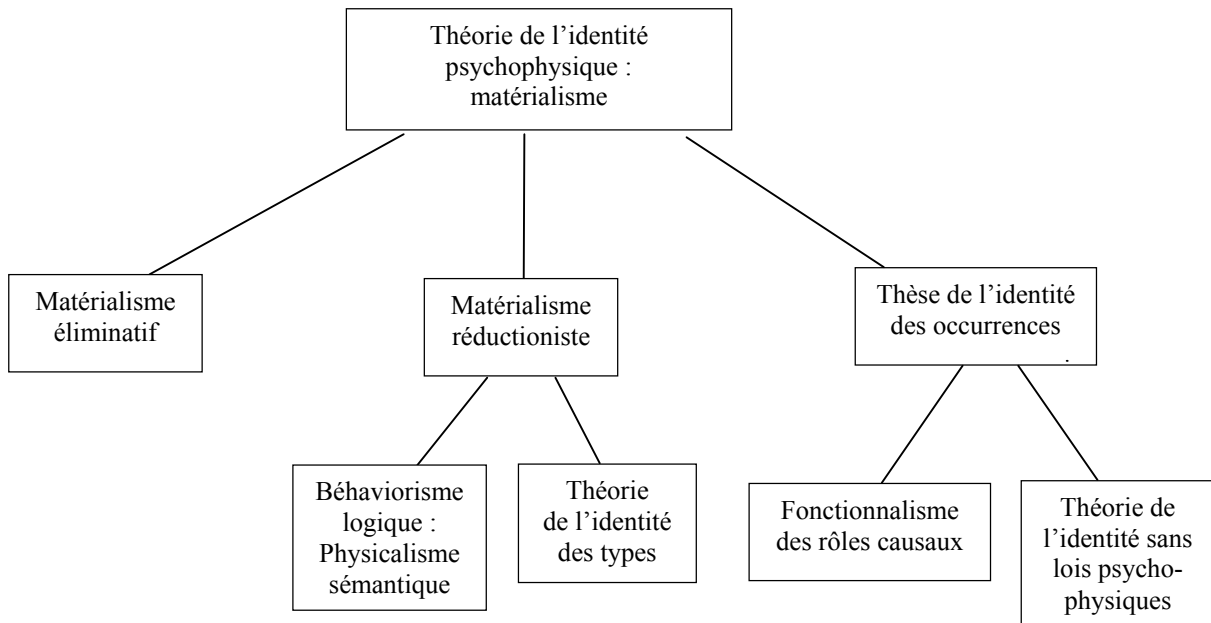 Théorie de l’identité
psychophysique :
matérialisme
Matérialisme
éliminatif
Matérialisme
réductioniste
Thèse de l’identité
des occurrences
.
Béhaviorisme
logique :
Physicalisme
sémantique
Théorie
de l’identité
des types
Fonctionnalisme
des rôles causaux
Théorie de
l’identité sans
lois psycho-
physiques